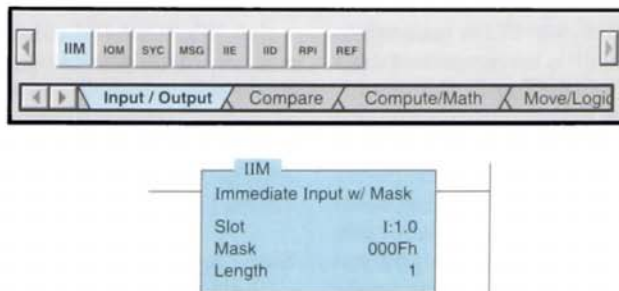 IIM IOM SYC MSG IIE IID RPI REF
Input / Output Compare Compute/Math Move/Logic
IIM
Immediate Input w/ Mask
Slot I:1.0
Mask 000Fh
Length 1